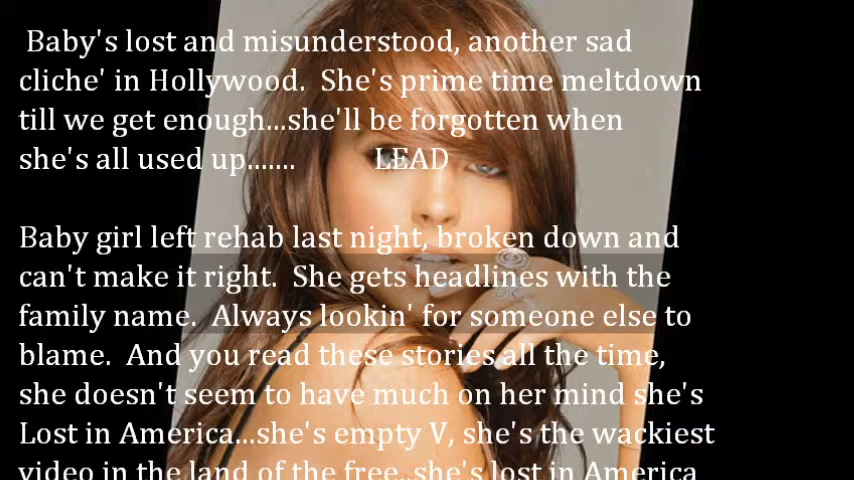 Baby's lost and misunderstood, another sad
cliche' in Hollywood.  She's prime time meltdown
till we get enough...she'll be forgotten when
she's all used up.......          LEAD
Baby girl left rehab last night, broken down and
can't make it right.  She gets headlines with the
family name.  Always lookin' for someone else to
blame.  And you read these stories all the time,
she doesn't seem to have much on her mind she's
Lost in America...she's empty V, she's the wackiest
video in the land of the free..she's lost in America